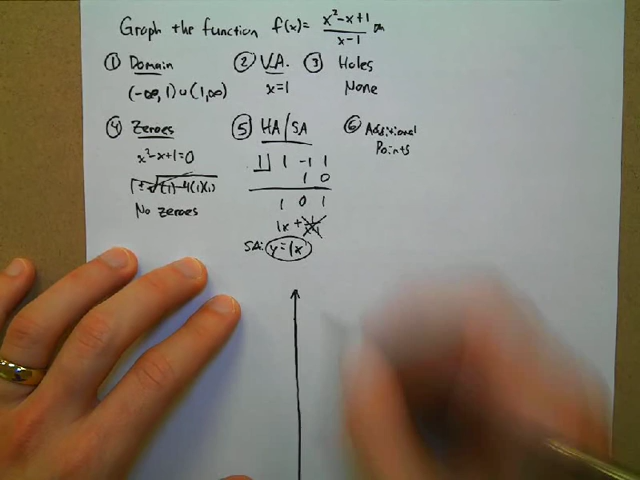 Graph the function f(x) = x²-x+1 / x-1
① Domain
(-∞, 1) ∪ (1, ∞)
② V.A.
x=1
③ Holes
None
④ Zeroes
x²-x+1=0
No zeroes
⑤ HA/SA
1 | 1 -1 1
1 0
1 0 1
1x +
SA: y=1x
⑥ Additional
Points